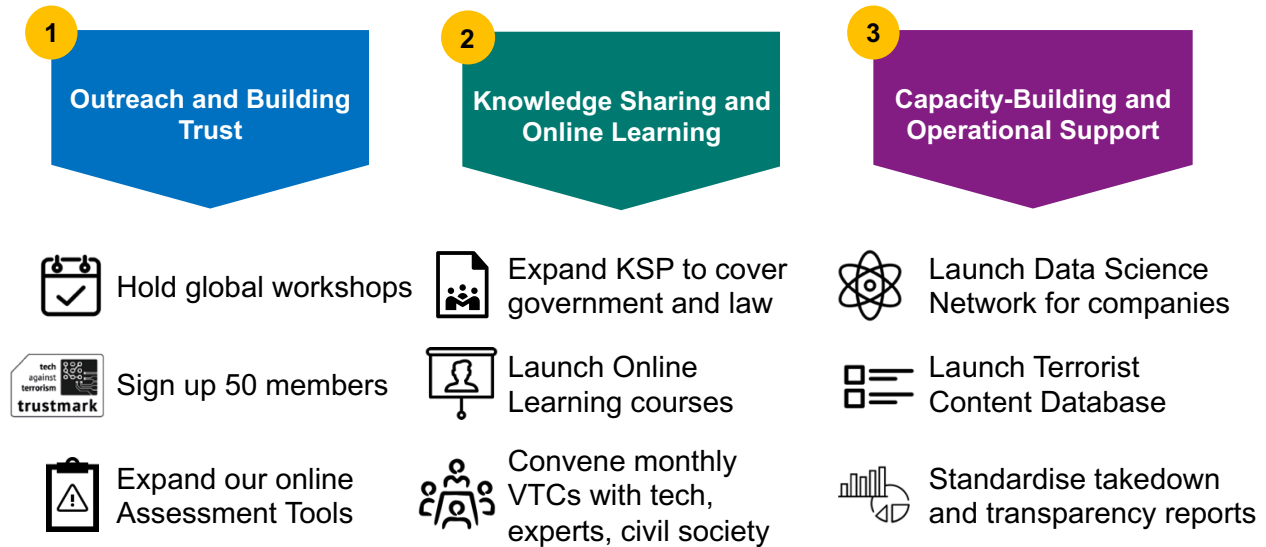 1
Outreach and Building
Trust
Hold global workshops
tech
against
terrorism
trustmark
Sign up 50 members
Expand our online
Assessment Tools
2
Knowledge Sharing and
Online Learning
Expand KSP to cover
government and law
Launch Online
Learning courses
Convene monthly
VTCs with tech,
experts, civil society
3
Capacity-Building and
Operational Support
Launch Data Science
Network for companies
Launch Terrorist
Content Database
Standardise takedown
and transparency reports